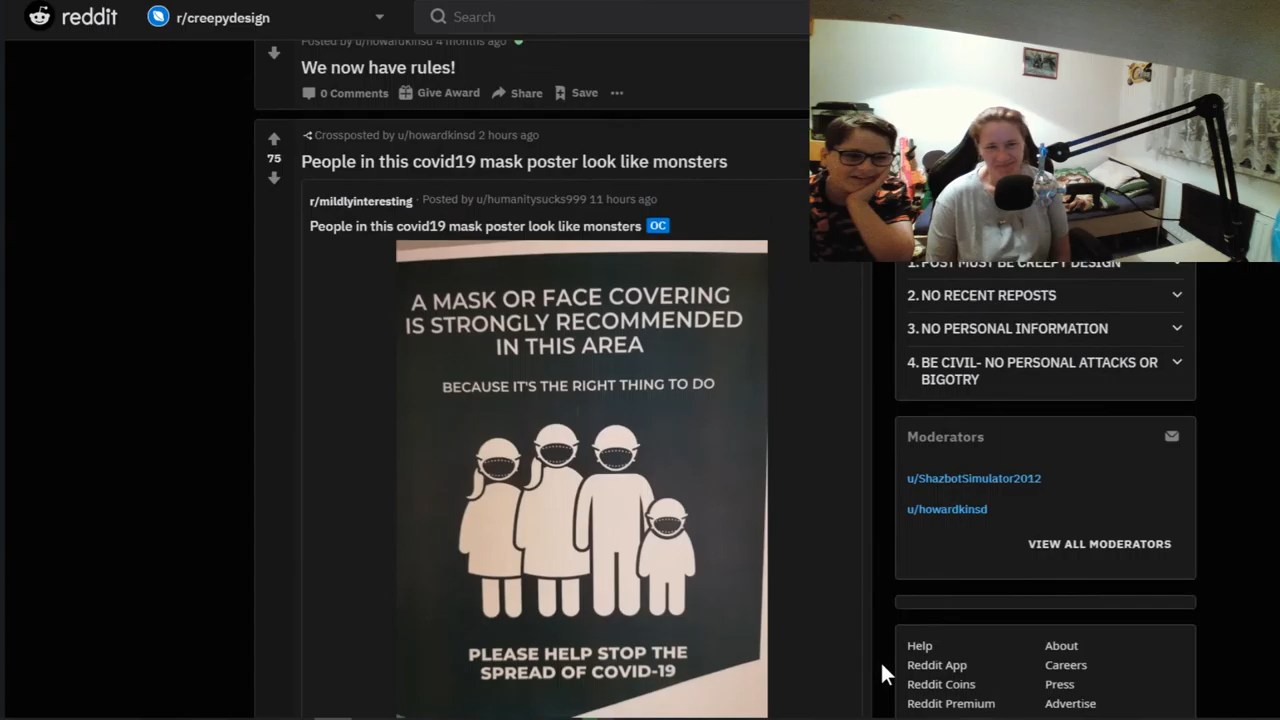 reddit
r/creepydesign
Search
Posted by u/howardkinsd 4 months ago
We now have rules!
0 Comments
Give Award
Share
Save
Crossposted by u/howardkinsd 2 hours ago
75
People in this covid19 mask poster look like monsters
r/mildlyinteresting · Posted by u/humanitysucks999 11 hours ago
People in this covid19 mask poster look like monsters OC
A MASK OR FACE COVERING
IS STRONGLY RECOMMENDED
IN THIS AREA
BECAUSE IT'S THE RIGHT THING TO DO
PLEASE HELP STOP THE
SPREAD OF COVID-19
1. POST MUST BE CREEPY DESIGN
2. NO RECENT REPOSTS
3. NO PERSONAL INFORMATION
4. BE CIVIL- NO PERSONAL ATTACKS OR
BIGOTRY
Moderators
u/ShazbotSimulator2012
u/howardkinsd
VIEW ALL MODERATORS
Help
About
Reddit App
Careers
Reddit Coins
Press
Reddit Premium
Advertise